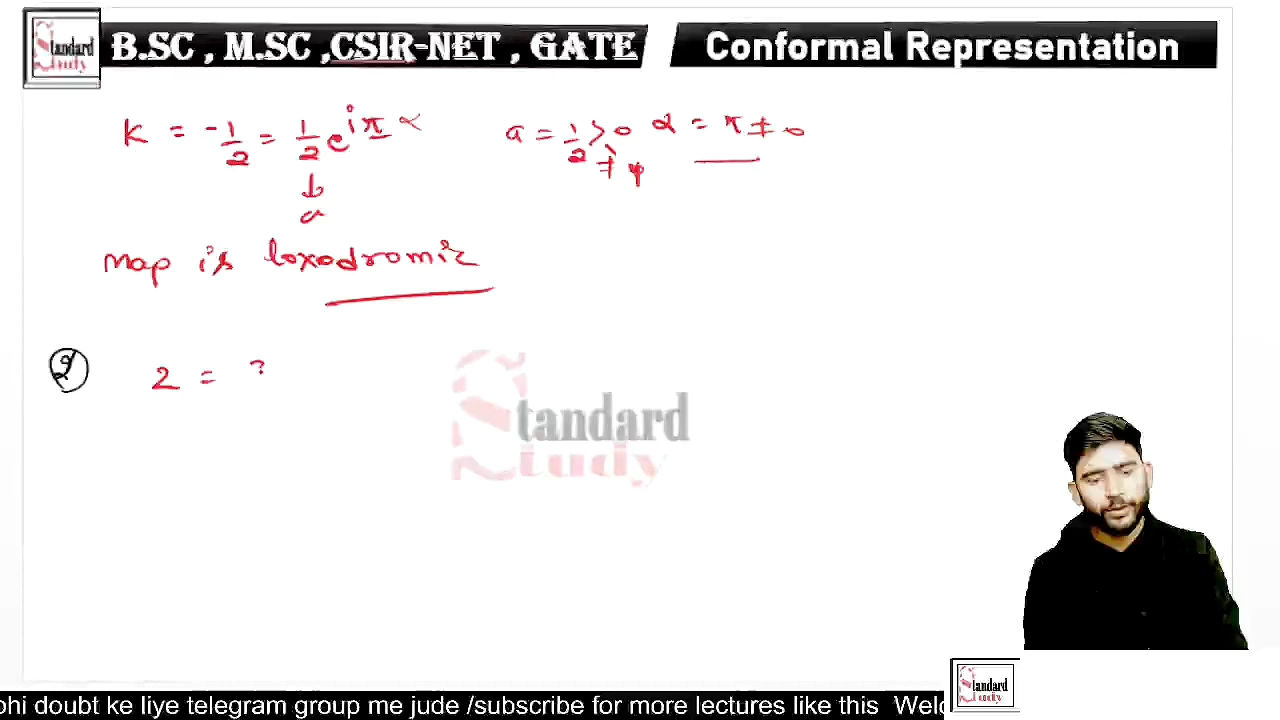 Standard Study
B.SC , M.SC ,CSIR-NET , GATE
Conformal Representation
k = -1/2 = 1/2 e^{iπ} α
a = 1/2 > 0 α = π ≠ 0
↓
a
map is loxodromic
2 = ?
Standard
Study
ohi doubt ke liye telegram group me jude /subscribe for more lectures like this Welc
Standard Study